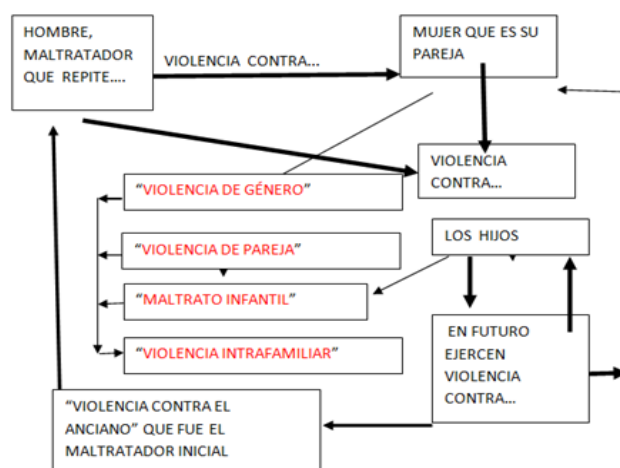 HOMBRE,
MALTRATADOR
QUE REPITE....
VIOLENCIA CONTRA...
MUJER QUE ES SU
PAREJA
VIOLENCIA
CONTRA...
"VIOLENCIA DE GÉNERO"
LOS HIJOS
"VIOLENCIA DE PAREJA"
"MALTRATO INFANTIL"
"VIOLENCIA INTRAFAMILIAR"
EN FUTURO
EJERCEN
VIOLENCIA
CONTRA...
"VIOLENCIA CONTRA EL
ANCIANO" QUE FUE EL
MALTRATADOR INICIAL